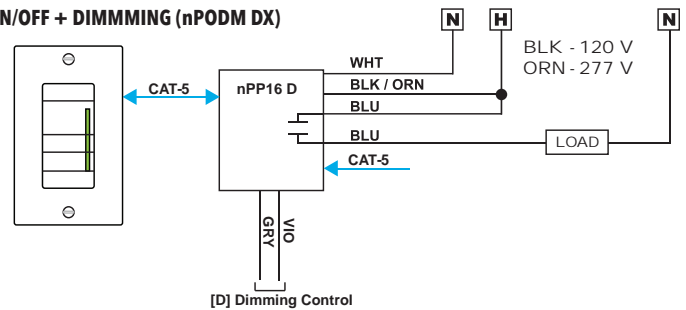 N/OFF + DIMMMING (nPODM DX)
N H N
BLK - 120 V
ORN - 277 V
WHT
CAT-5
nPP16 D
BLK / ORN
BLU
BLU
LOAD
CAT-5
VIO
GRY
[D] Dimming Control